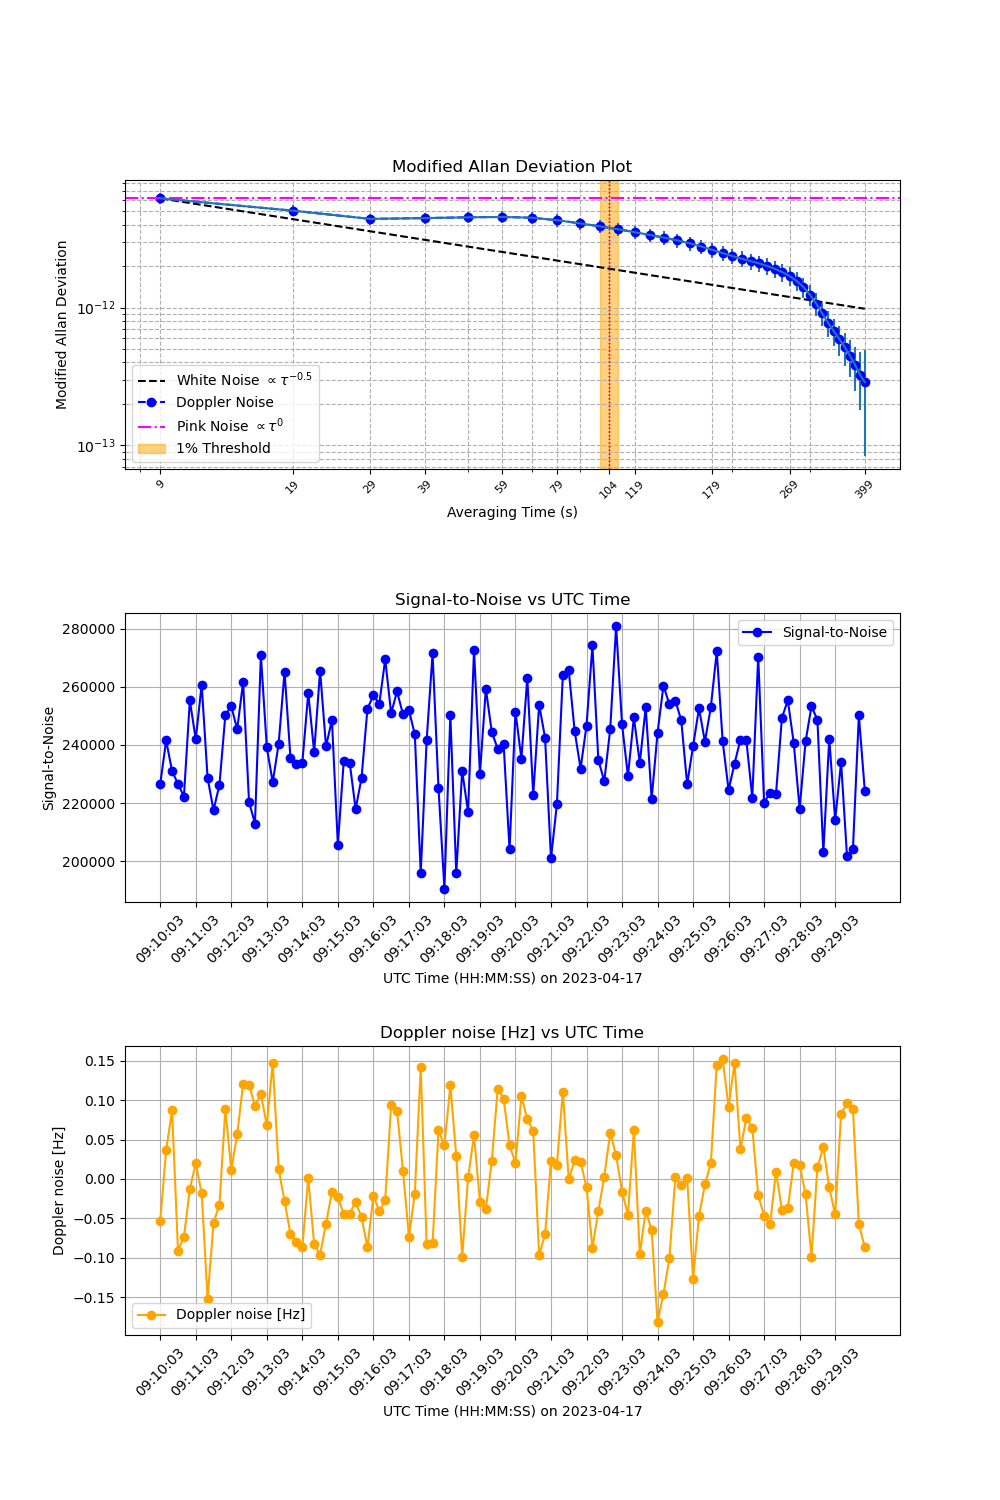 Modified Allan Deviation Plot
Modified Allan Deviation
10⁻¹²
10⁻¹³
White Noise ∝ τ⁻⁰·⁵
Doppler Noise
Pink Noise ∝ τ⁰
1% Threshold
9 19 29 39 59 79 104 119 179 269 399
Averaging Time (s)
Signal-to-Noise vs UTC Time
Signal-to-Noise
280000
260000
240000
220000
200000
Signal-to-Noise
09:10:03 09:11:03 09:12:03 09:13:03 09:14:03 09:15:03 09:16:03 09:17:03 09:18:03 09:19:03 09:20:03 09:21:03 09:22:03 09:23:03 09:24:03 09:25:03 09:26:03 09:27:03 09:28:03 09:29:03
UTC Time (HH:MM:SS) on 2023-04-17
Doppler noise [Hz] vs UTC Time
Doppler noise [Hz]
0.15
0.10
0.05
0.00
−0.05
−0.10
−0.15
Doppler noise [Hz]
09:10:03 09:11:03 09:12:03 09:13:03 09:14:03 09:15:03 09:16:03 09:17:03 09:18:03 09:19:03 09:20:03 09:21:03 09:22:03 09:23:03 09:24:03 09:25:03 09:26:03 09:27:03 09:28:03 09:29:03
UTC Time (HH:MM:SS) on 2023-04-17